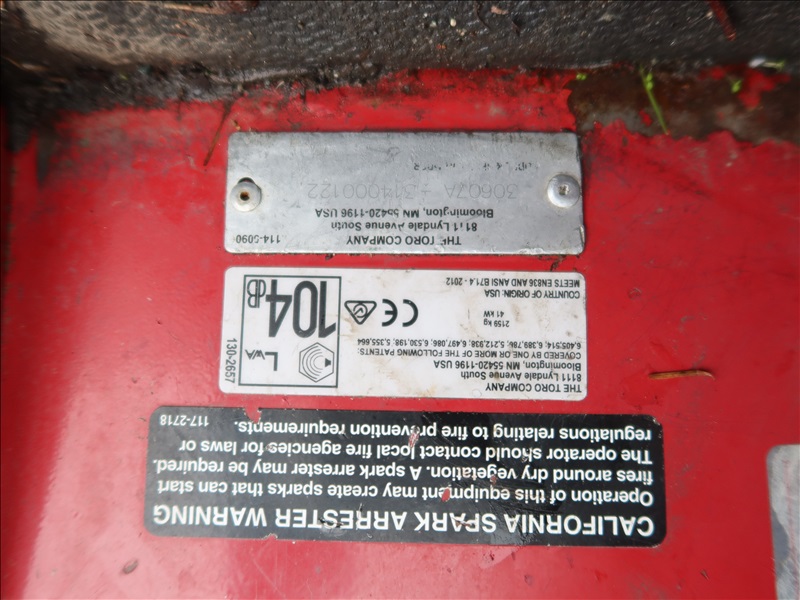 CALIFORNIA SPARK ARRESTER WARNING
Operation of this equipment may create sparks that can start
fires around dry vegetation. A spark arrester may be required.
The operator should contact local fire agencies for laws or
regulations relating to fire prevention requirements.
117-2718
THE TORO COMPANY
8111 Lyndale Avenue South
Bloomington, MN 55420-1196 USA
COVERED BY ONE OR MORE OF THE FOLLOWING PATENTS:
6,405,514; 6,389,786; 5,212,938; 6,497,086; 6,530,198; 5,355,664
2159 kg
41 kW
COUNTRY OF ORIGIN: USA
MEETS EN836 AND ANSI B71.4 - 2012
CE
LWA
104
dB
130-2657
THE TORO COMPANY
114-5090
8111 Lyndale Avenue South
Bloomington, MN 55420-1196 USA
30607A - 314000122